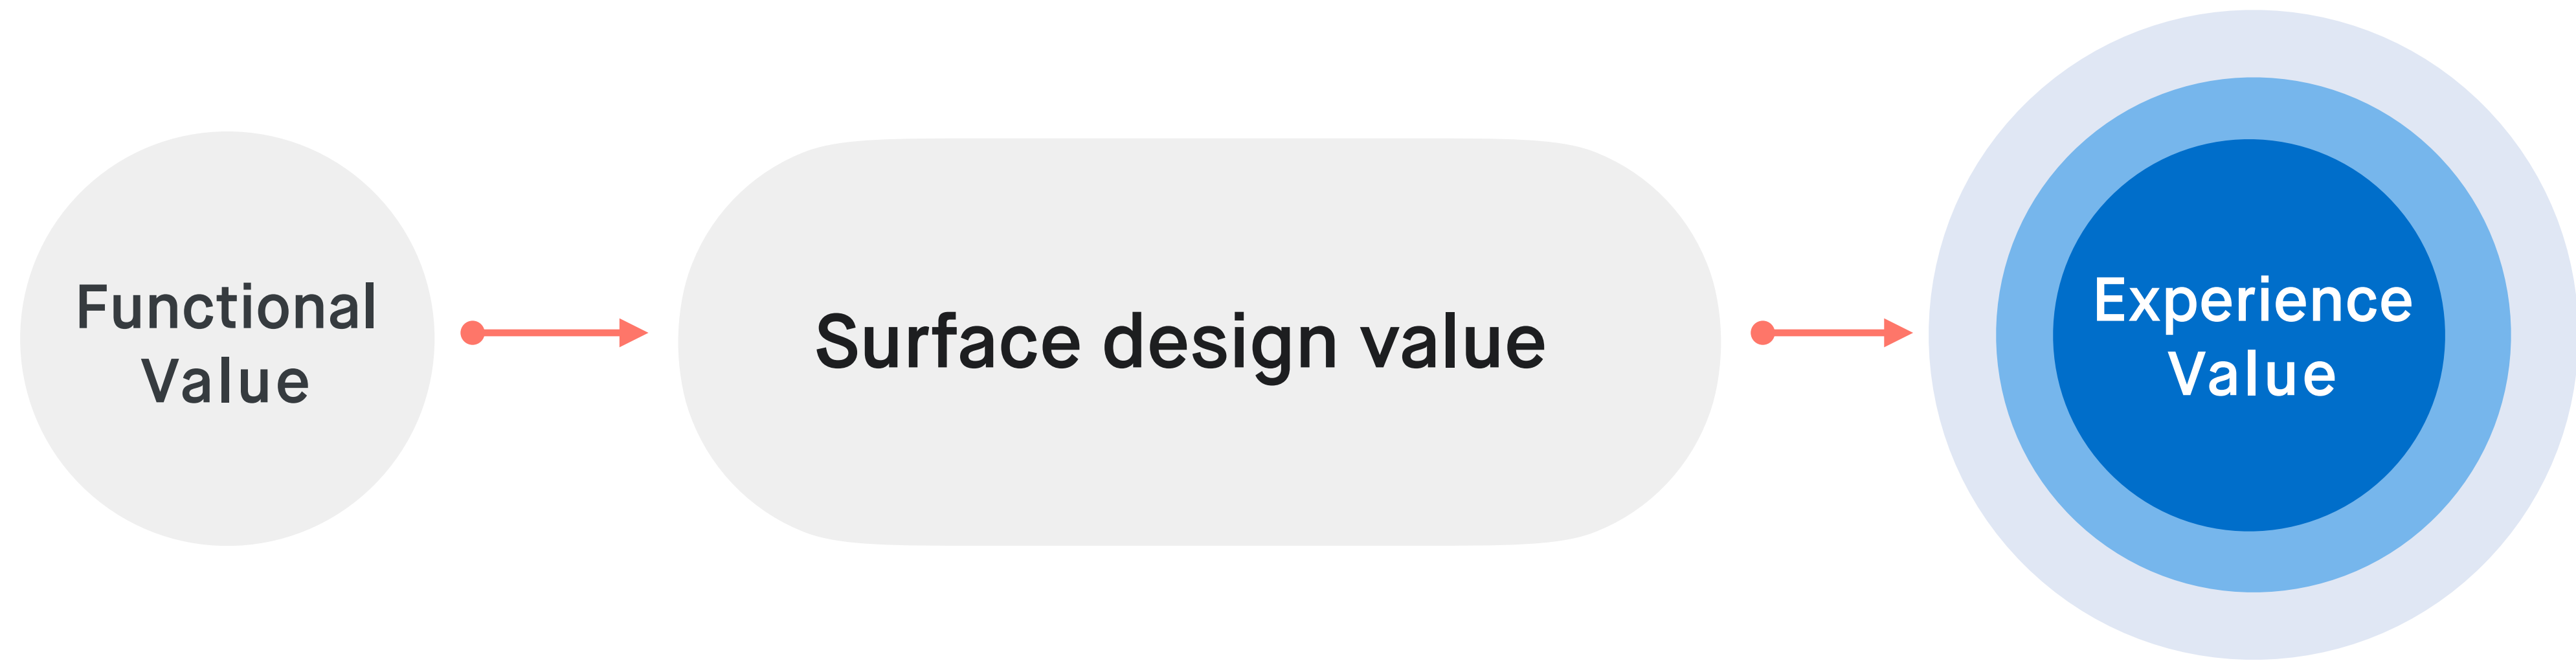 Functional
Value
Surface design value
Experience
Value